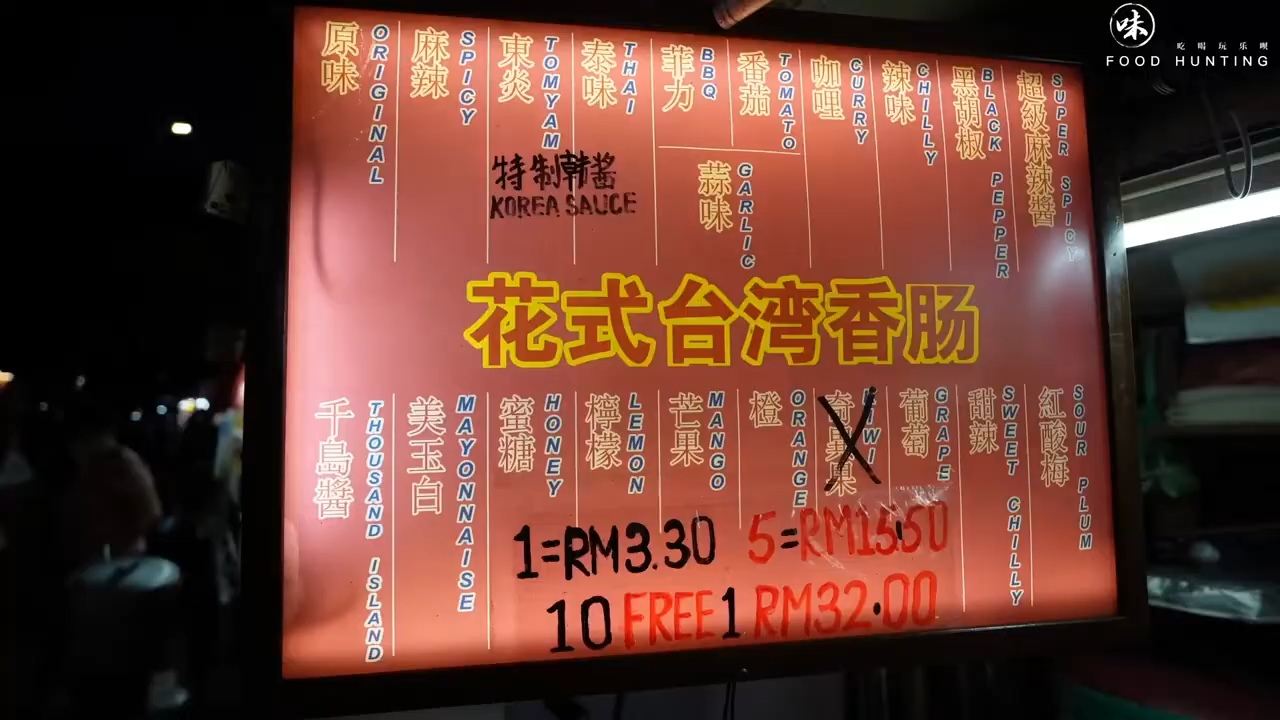 味
吃喝玩乐呗
FOOD HUNTING
原味 ORIGINAL
麻辣 SPICY
東炎 TOMYAM
泰味 THAI
菲力 BBQ
番茄 TOMATO
咖哩 CURRY
辣味 CHILLY
黑胡椒 BLACK PEPPER
超級麻辣醬 SUPER SPICY
特制韩酱
KOREA SAUCE
蒜味 GARLIC
花式台湾香肠
千島醬 THOUSAND ISLAND
美玉白 MAYONNAISE
蜜糖 HONEY
檸檬 LEMON
芒果 MANGO
橙 ORANGE
奇異果 KIWI
葡萄 GRAPE
甜辣 SWEET CHILLY
紅酸梅 SOUR PLUM
1=RM3.30 5=RM15.50
10 FREE 1 RM32.00